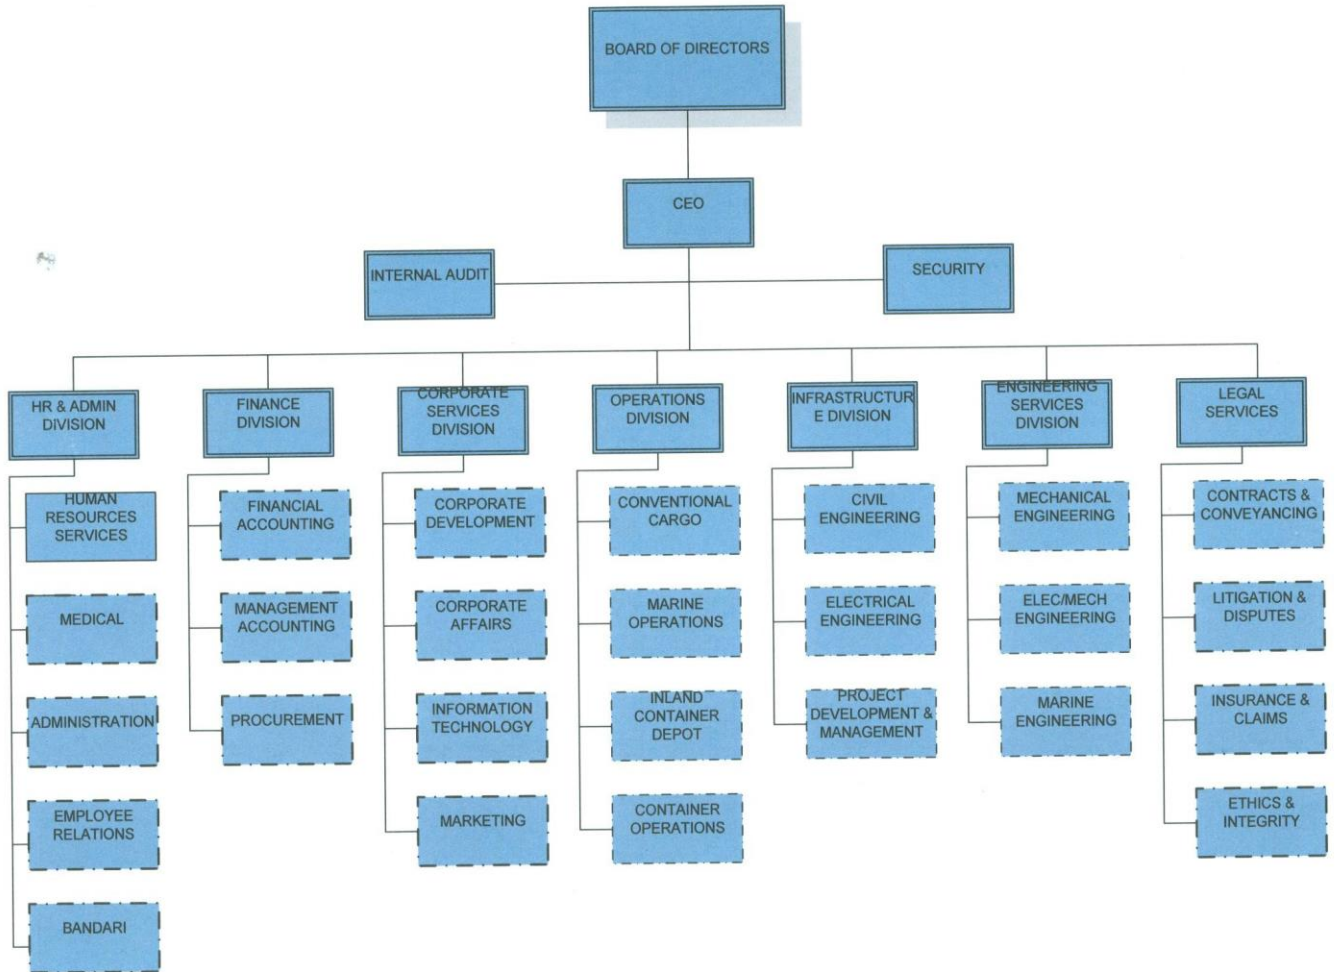 BOARD OF DIRECTORS
CEO
INTERNAL AUDIT
SECURITY
HR & ADMIN
DIVISION
FINANCE
DIVISION
CORPORATE
SERVICES
DIVISION
OPERATIONS
DIVISION
INFRASTRUCTUR
E DIVISION
ENGINEERING
SERVICES
DIVISION
LEGAL
SERVICES
HUMAN
RESOURCES
SERVICES
MEDICAL
ADMINISTRATION
EMPLOYEE
RELATIONS
BANDARI
FINANCIAL
ACCOUNTING
MANAGEMENT
ACCOUNTING
PROCUREMENT
CORPORATE
DEVELOPMENT
CORPORATE
AFFAIRS
INFORMATION
TECHNOLOGY
MARKETING
CONVENTIONAL
CARGO
MARINE
OPERATIONS
INLAND
CONTAINER
DEPOT
CONTAINER
OPERATIONS
CIVIL
ENGINEERING
ELECTRICAL
ENGINEERING
PROJECT
DEVELOPMENT &
MANAGEMENT
MECHANICAL
ENGINEERING
ELEC/MECH
ENGINEERING
MARINE
ENGINEERING
CONTRACTS &
CONVEYANCING
LITIGATION &
DISPUTES
INSURANCE &
CLAIMS
ETHICS &
INTEGRITY